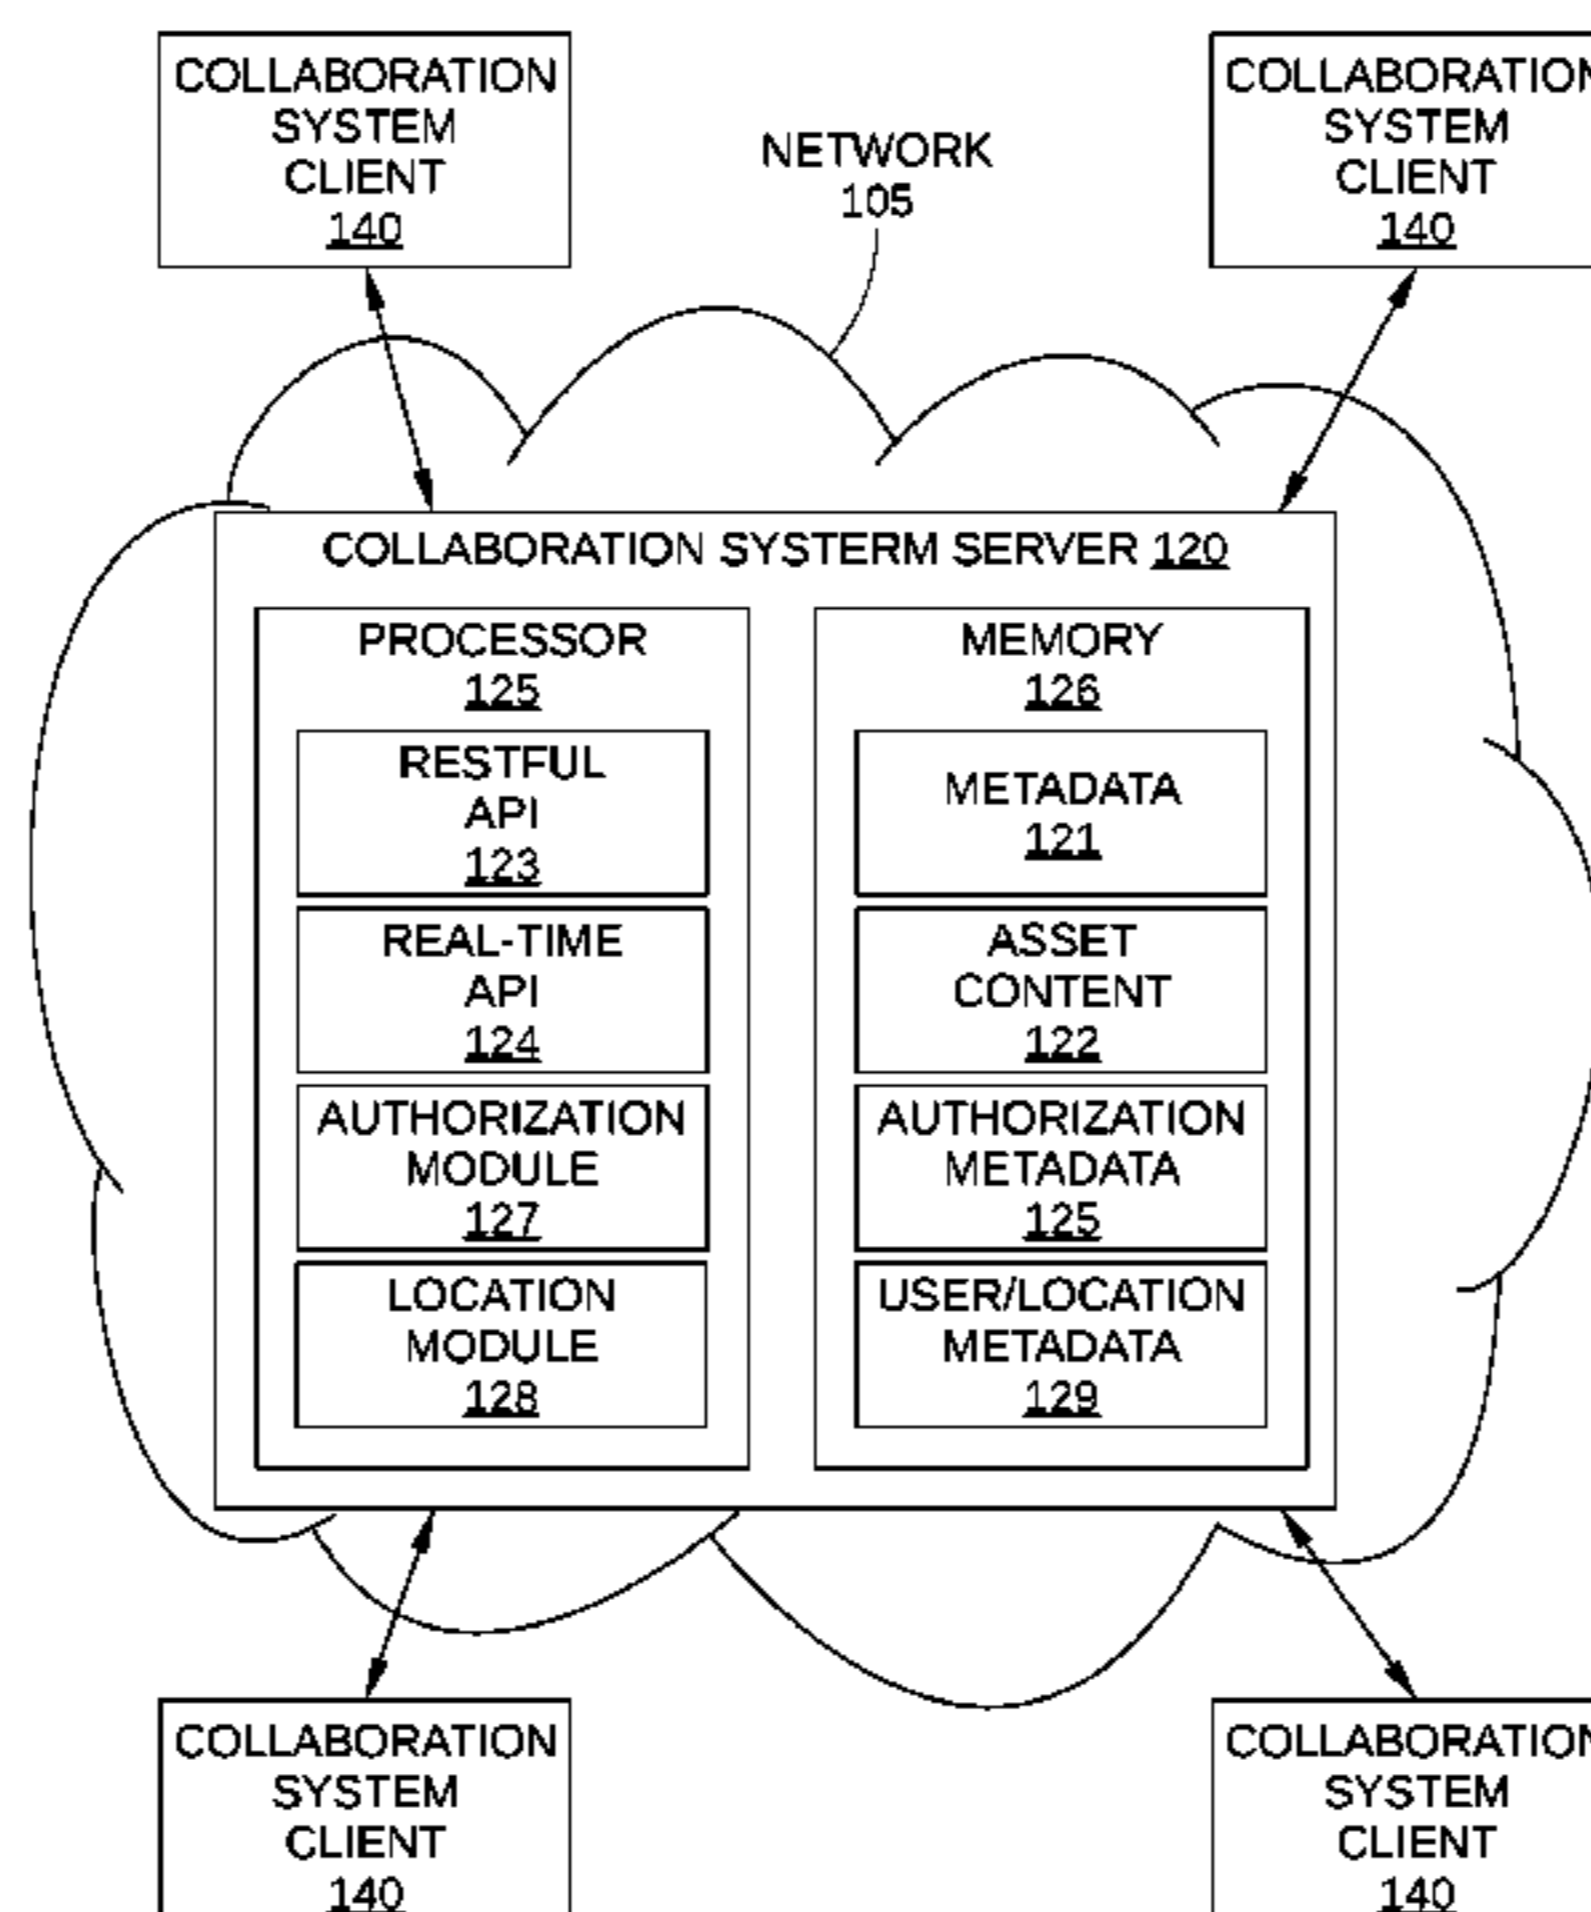 COLLABORATION
SYSTEM
CLIENT
140
NETWORK
105
COLLABORATION
SYSTEM
CLIENT
140
COLLABORATION SYSTERM SERVER 120
PROCESSOR
125
RESTFUL
API
123
REAL-TIME
API
124
AUTHORIZATION
MODULE
127
LOCATION
MODULE
128
MEMORY
126
METADATA
121
ASSET
CONTENT
122
AUTHORIZATION
METADATA
125
USER/LOCATION
METADATA
129
COLLABORATION
SYSTEM
CLIENT
140
COLLABORATION
SYSTEM
CLIENT
140